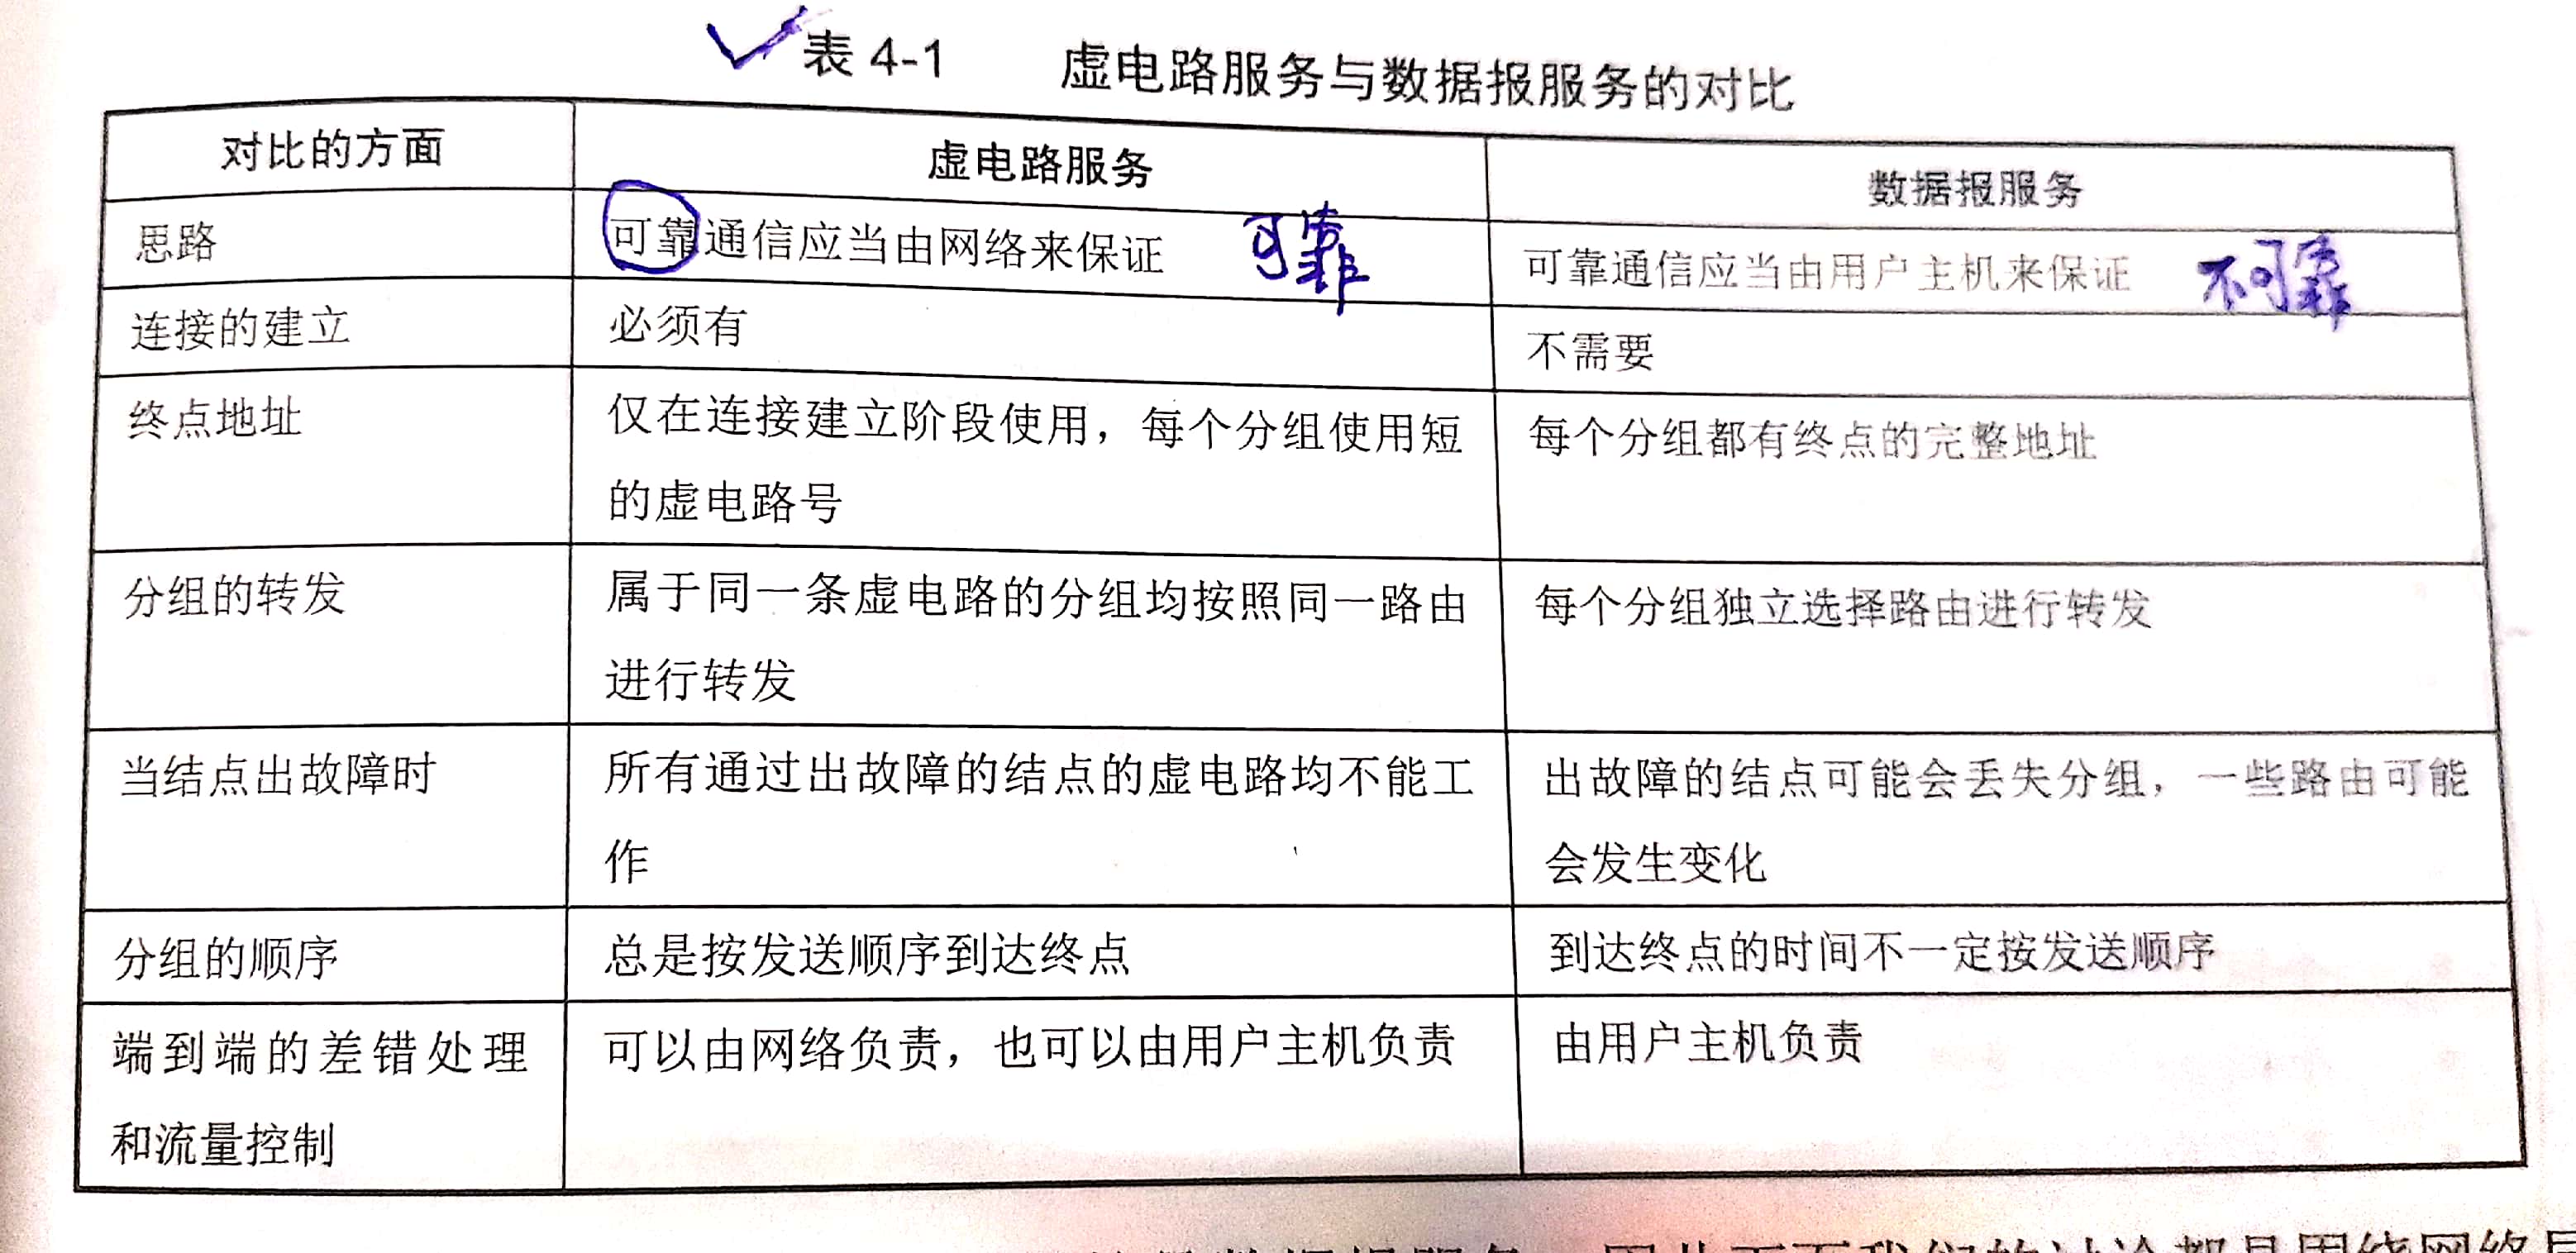 表 4-1 虚电路服务与数据报服务的对比
对比的方面 虚电路服务 数据报服务
思路 可靠通信应当由网络来保证 可靠 可靠通信应当由用户主机来保证 不可靠
连接的建立 必须有 不需要
终点地址 仅在连接建立阶段使用，每个分组使用短 每个分组都有终点的完整地址
的虚电路号
分组的转发 属于同一条虚电路的分组均按照同一路由 每个分组独立选择路由进行转发
进行转发
当结点出故障时 所有通过出故障的结点的虚电路均不能工 出故障的结点可能会丢失分组，一些路由可能
作 会发生变化
分组的顺序 总是按发送顺序到达终点 到达终点的时间不一定按发送顺序
端到端的差错处理 可以由网络负责，也可以由用户主机负责 由用户主机负责
和流量控制